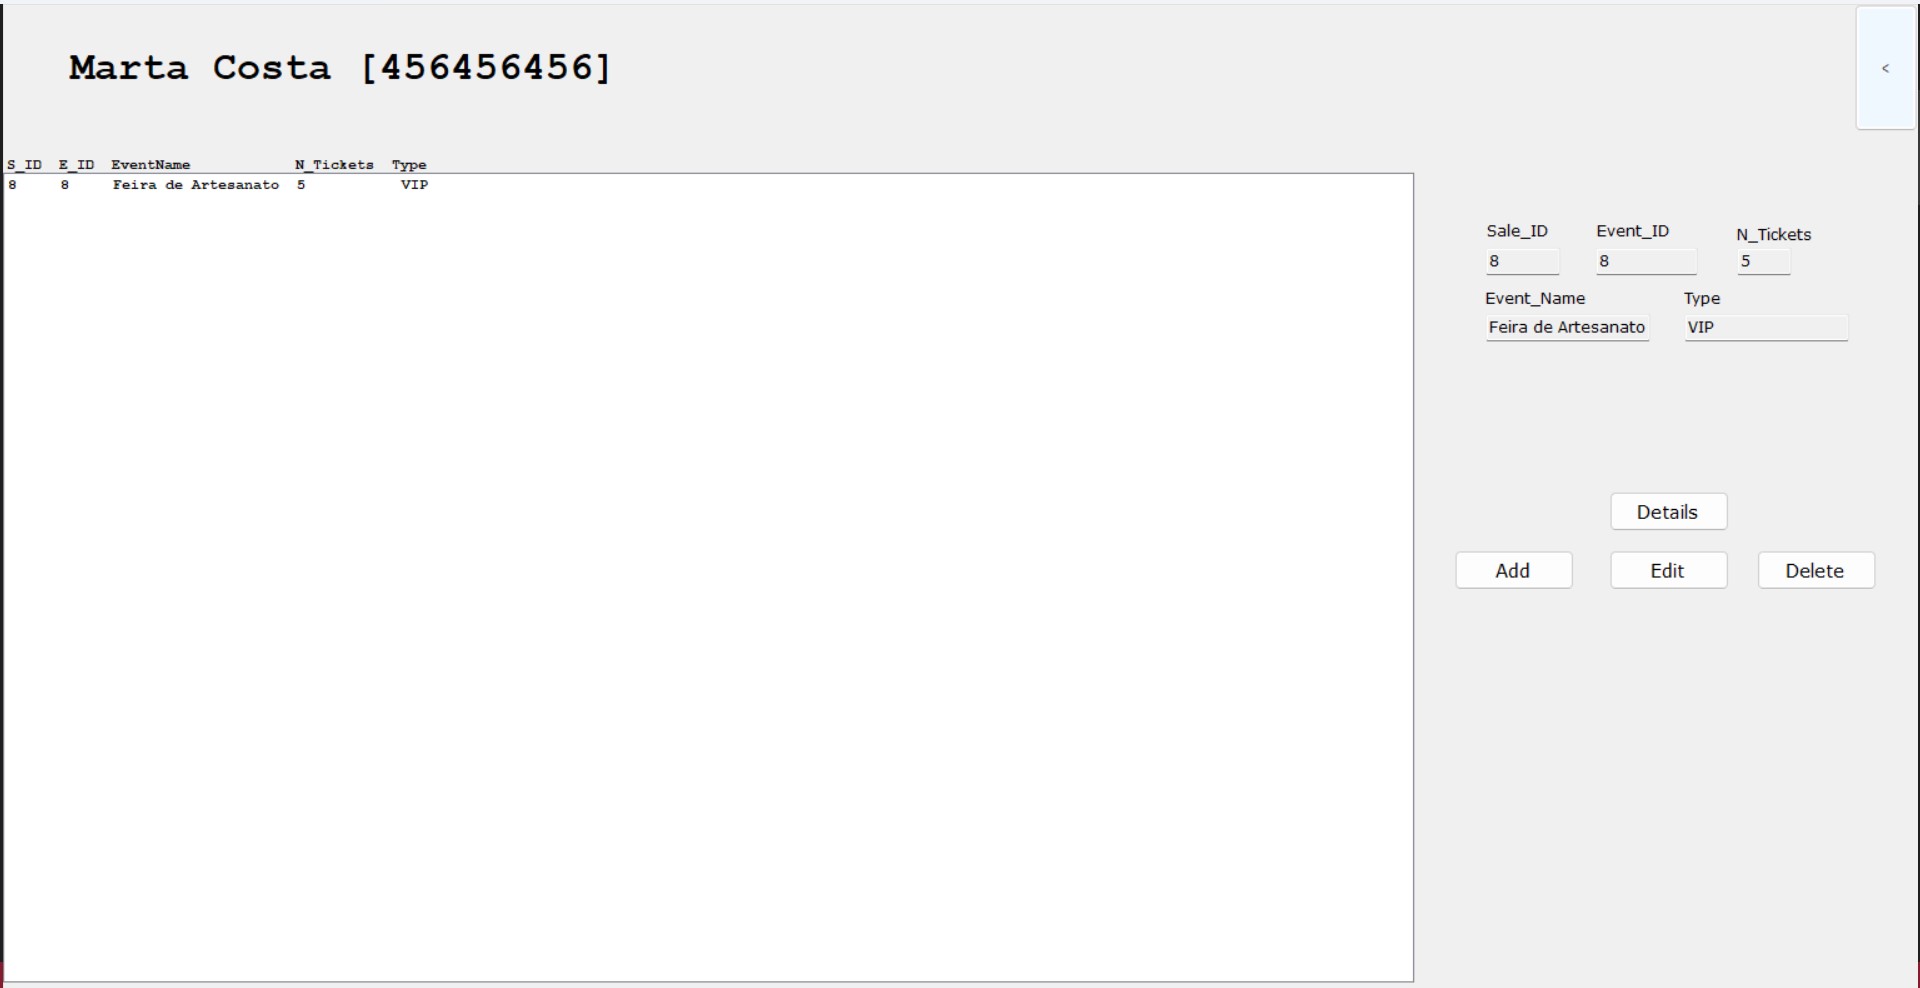 Marta Costa [456456456]
<
S_ID E_ID EventName N_Tickets Type
8 8 Feira de Artesanato 5 VIP
Sale_ID Event_ID N_Tickets
8 8 5
Event_Name Type
Feira de Artesanato VIP
Details
Add Edit Delete